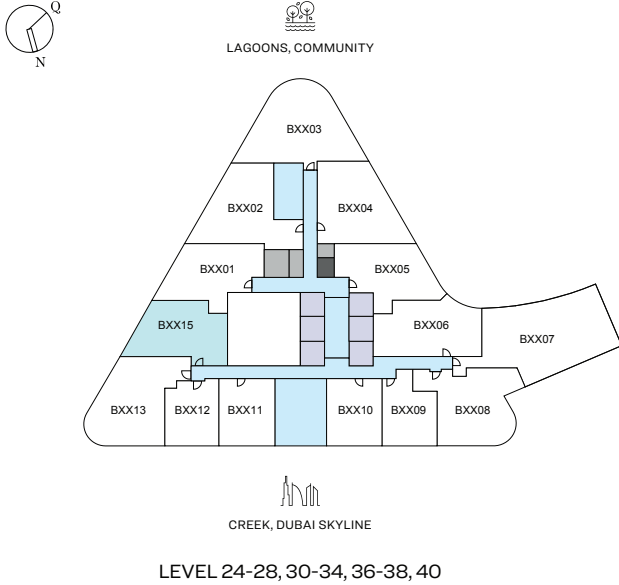 Q
N
LAGOONS, COMMUNITY
BXX03
BXX02
BXX04
BXX01
BXX05
BXX15
BXX06
BXX07
BXX13
BXX12
BXX11
BXX10
BXX09
BXX08
CREEK, DUBAI SKYLINE
LEVEL 24-28, 30-34, 36-38, 40